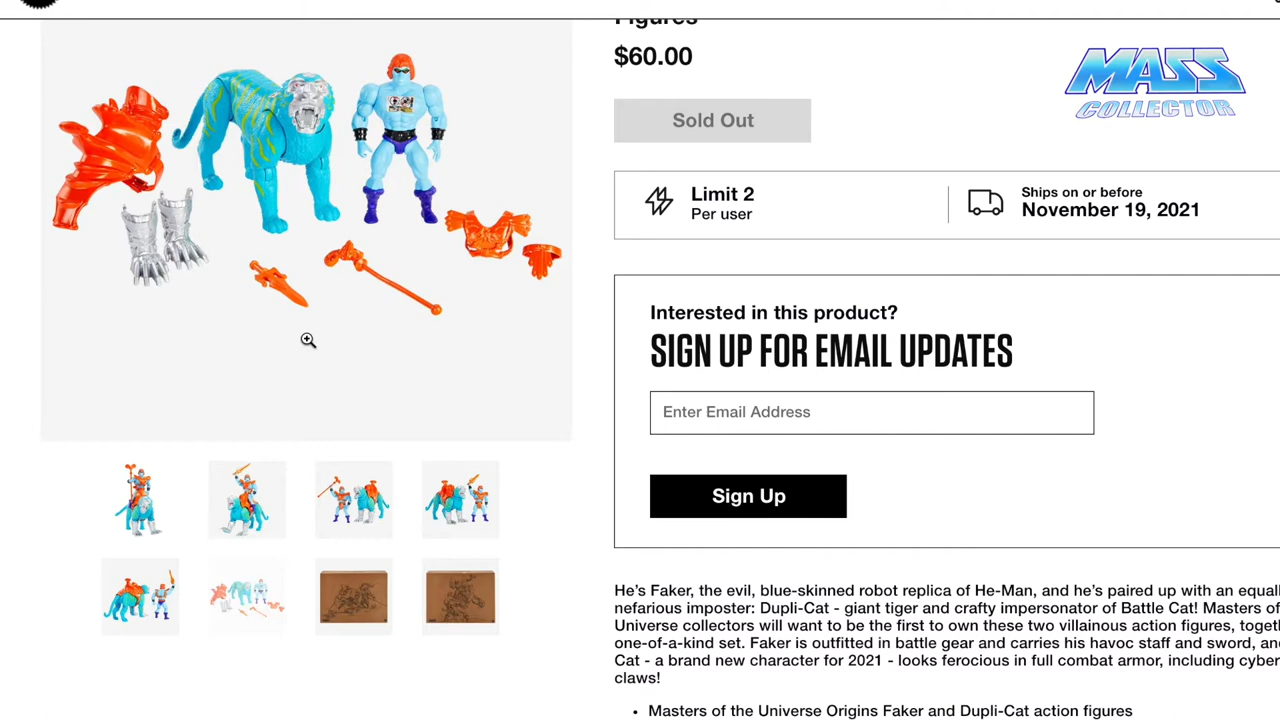 Figures
$60.00
MASS
COLLECTOR
Sold Out
Limit 2
Per user
Ships on or before
November 19, 2021
Interested in this product?
SIGN UP FOR EMAIL UPDATES
Enter Email Address
Sign Up
He's Faker, the evil, blue-skinned robot replica of He-Man, and he's paired up with an equall
nefarious imposter: Dupli-Cat - giant tiger and crafty impersonator of Battle Cat! Masters of
Universe collectors will want to be the first to own these two villainous action figures, togeth
one-of-a-kind set. Faker is outfitted in battle gear and carries his havoc staff and sword, and
Cat - a brand new character for 2021 - looks ferocious in full combat armor, including cyber
claws!
• Masters of the Universe Origins Faker and Dupli-Cat action figures